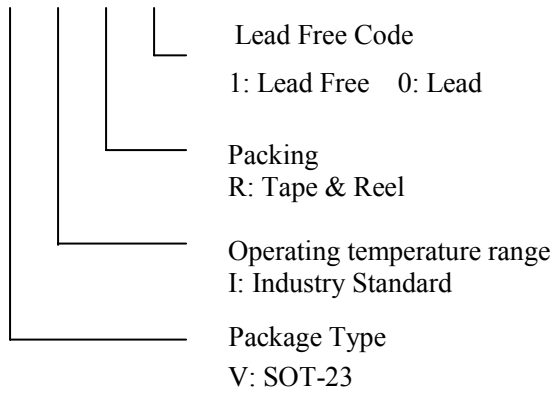 Lead Free Code
1: Lead Free 0: Lead
Packing
R: Tape & Reel
Operating temperature range
I: Industry Standard
Package Type
V: SOT-23